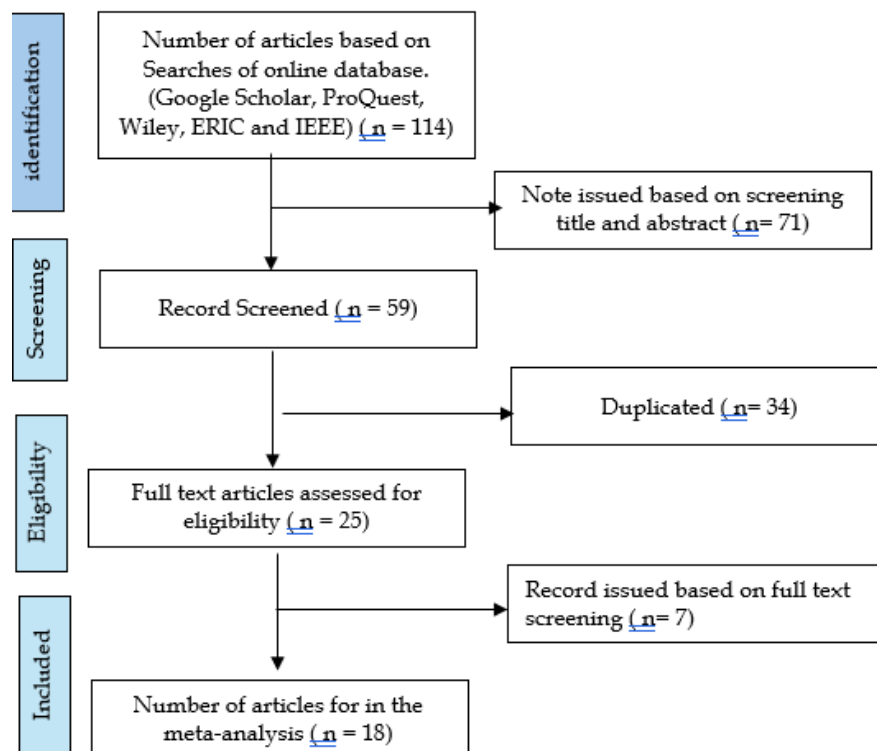 identification
Number of articles based on
Searches of online database.
(Google Scholar, ProQuest,
Wiley, ERIC and IEEE) ( n = 114)
Note issued based on screening
title and abstract ( n= 71)
Screening
Record Screened ( n = 59)
Duplicated ( n= 34)
Eligibility
Full text articles assessed for
eligibility ( n = 25)
Record issued based on full text
screening ( n= 7)
Included
Number of articles for in the
meta-analysis ( n = 18)